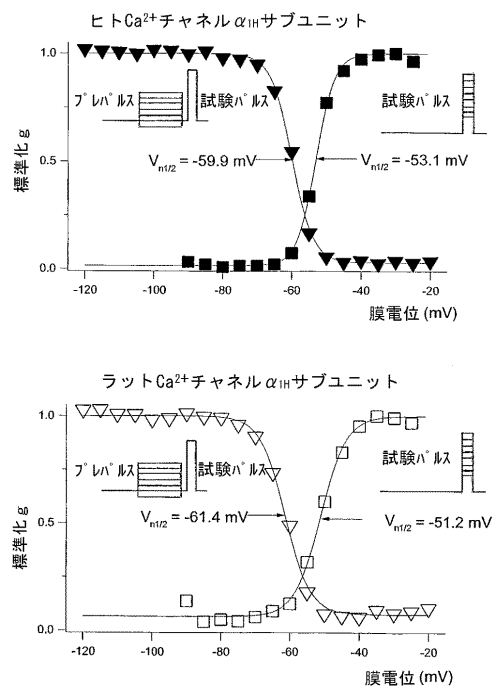 ヒトCa²⁺チャネルα₁Hサブユニット
1.0
0.5
0.0
標準化 g
プレパルス
試験パルス
試験パルス
Vn1/2 = -59.9 mV
Vn1/2 = -53.1 mV
-120
-100
-80
-60
-40
-20
膜電位 (mV)
ラットCa²⁺チャネルα₁Hサブユニット
1.0
0.5
0.0
標準化 g
プレパルス
試験パルス
試験パルス
Vn1/2 = -61.4 mV
Vn1/2 = -51.2 mV
-120
-100
-80
-60
-40
-20
膜電位 (mV)